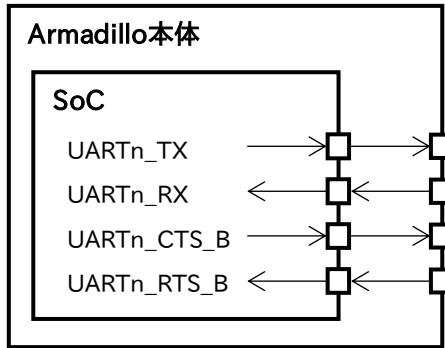 Armadillo本体
SoC
UARTn_TX
UARTn_RX
UARTn_CTS_B
UARTn_RTS_B